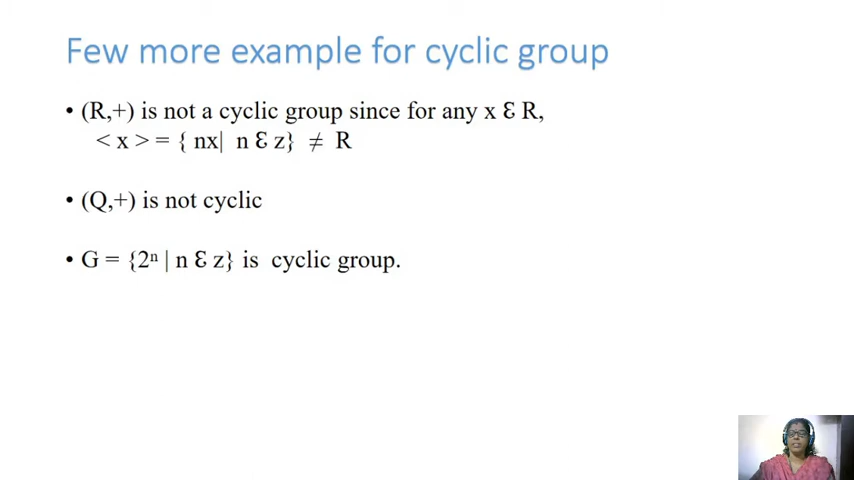 Few more example for cyclic group
• (R,+) is not a cyclic group since for any x Ɛ R,
< x > = { nx| n Ɛ z} ≠ R
• (Q,+) is not cyclic
• G = {2ⁿ | n Ɛ z} is cyclic group.